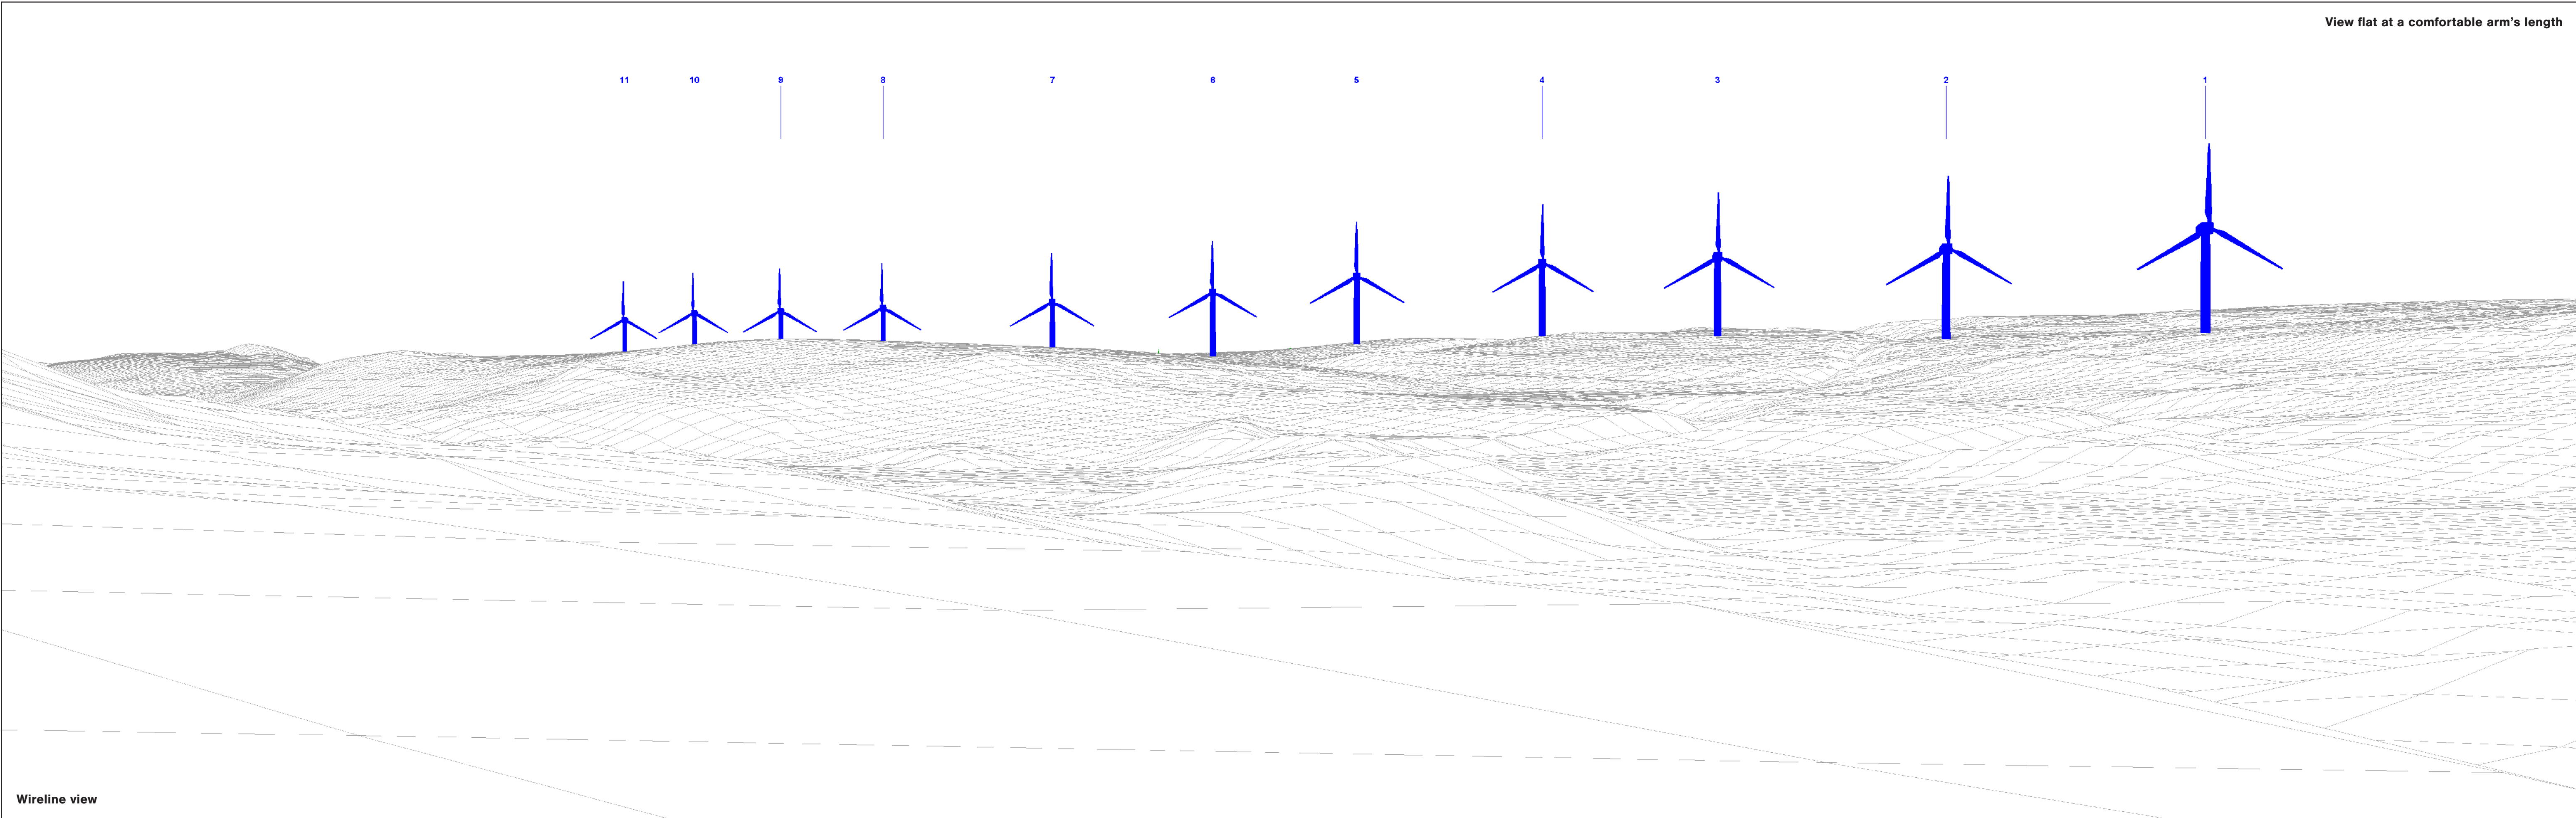 View flat at a comfortable arm's length
11 10 9 8 7 6 5 4 3 2 1
Wireline view